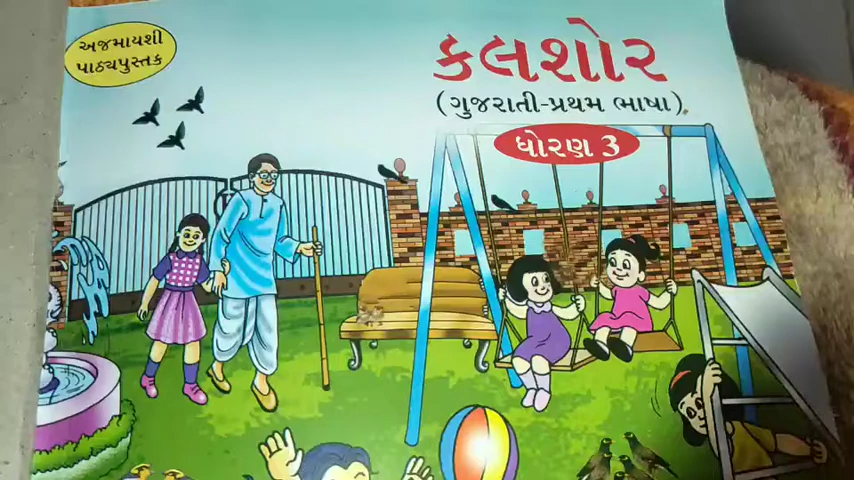 અજમાયશી
પાઠ્યપુસ્તક
કલશોર
(ગુજરાતી-પ્રથમ ભાષા)
ધોરણ 3